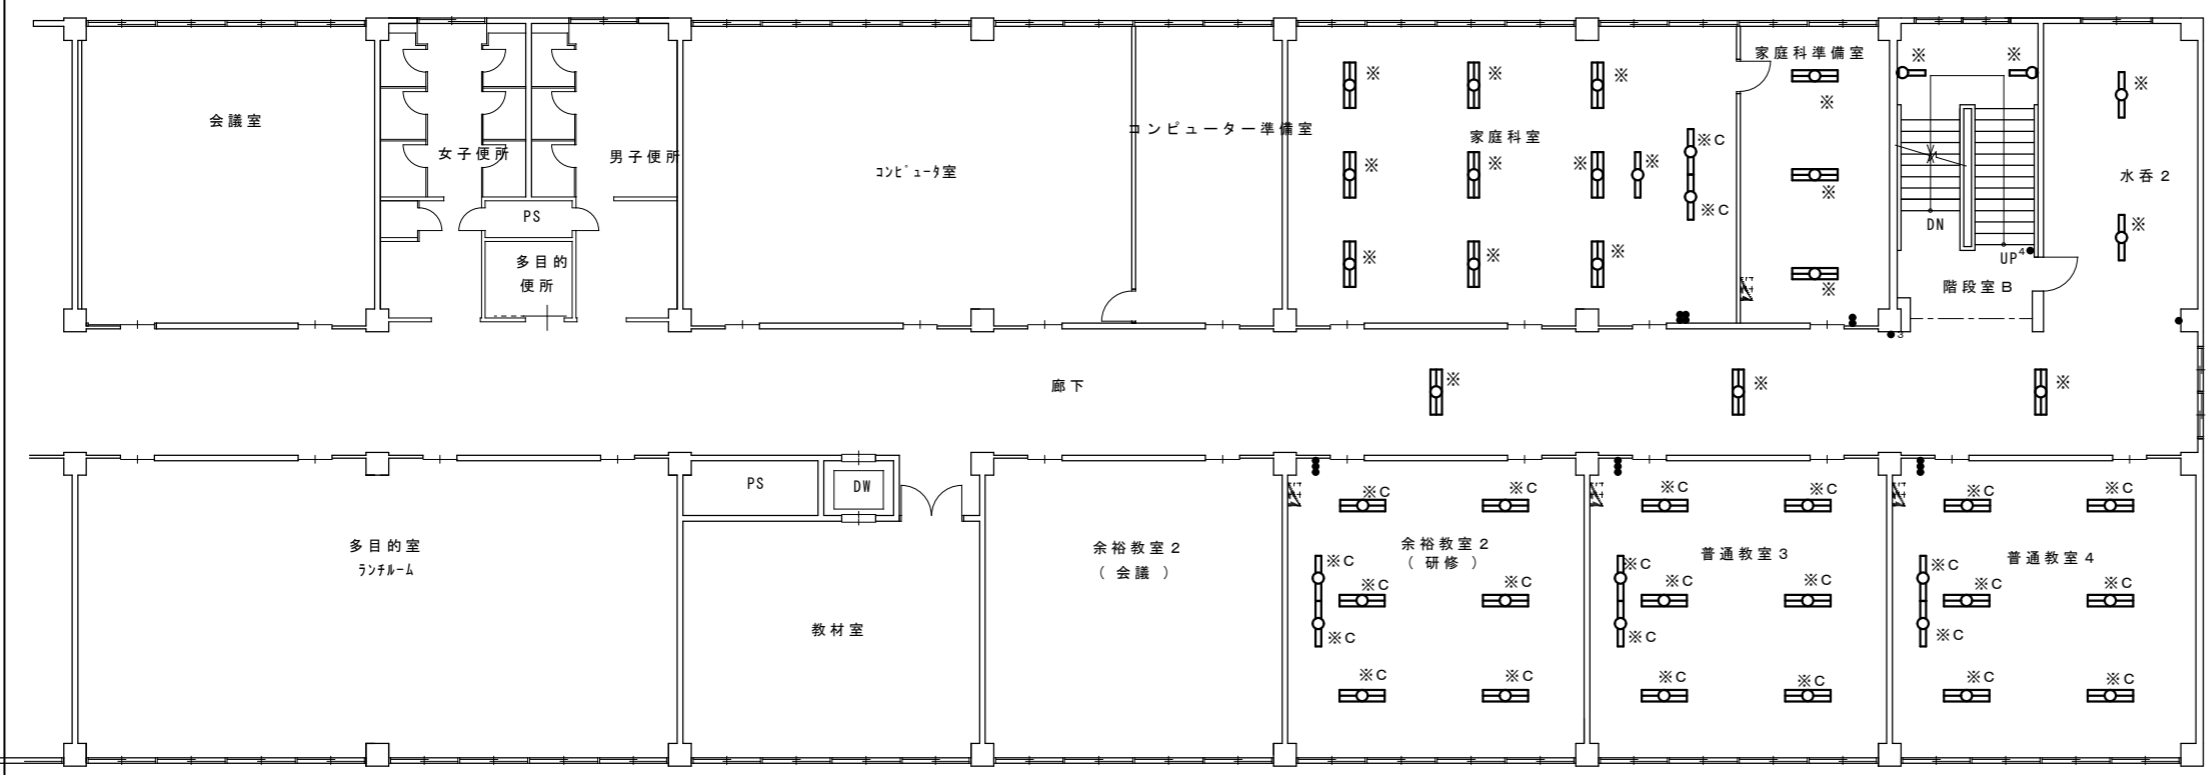 会議室
女子便所
男子便所
PS
多目的
便所
コンピュータ室
コンピューター準備室
家庭科室
※
※
※
※
※
※
※
※
※
※
※C
※C
家庭科準備室
※
※
※
※
※
DN
UP
4
階段室B
水呑2
※
※
3
廊下
※
※
※
多目的室
ランチルーム
PS
DW
教材室
余裕教室2
(会議)
余裕教室2
(研修)
※C
※C
※C
※C
※C
※C
※C
※C
普通教室3
※C
※C
※C
※C
※C
※C
※C
※C
普通教室4
※C
※C
※C
※C
※C
※C
※C
※C